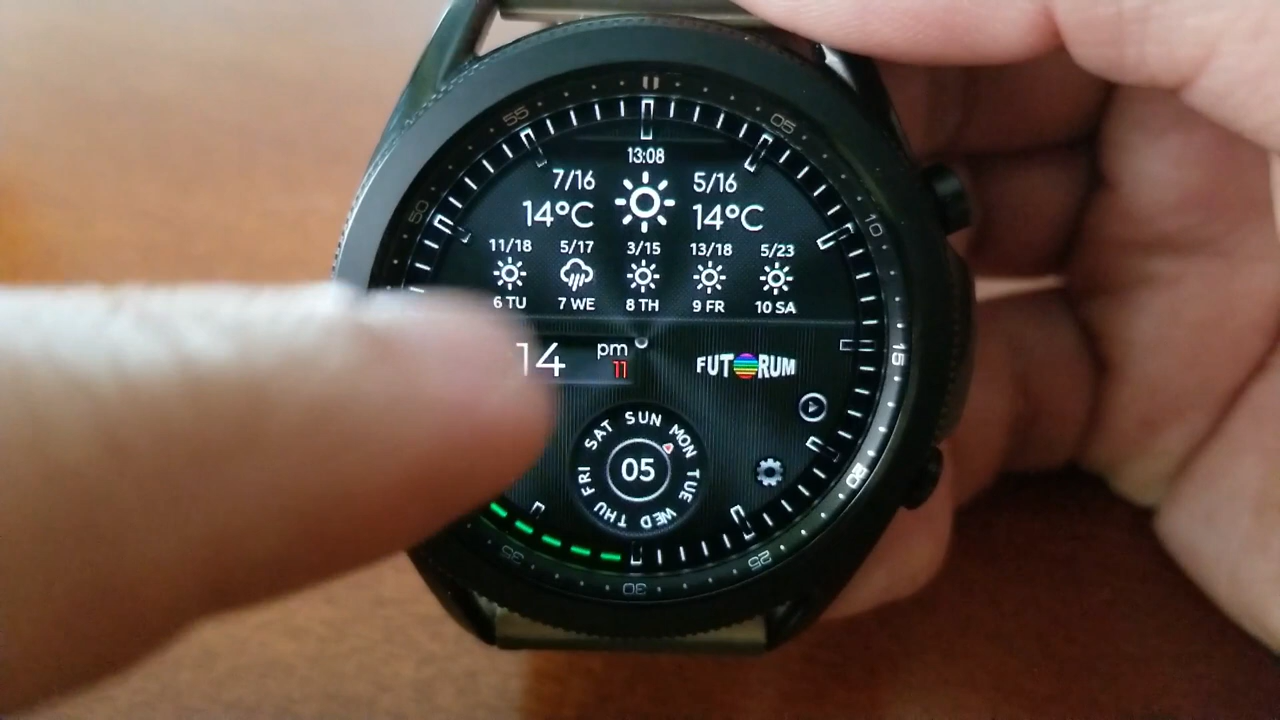 55
05
13:08
7/16 5/16
14°C 14°C
50
10
11/18 5/17 3/15 13/18 5/23
6 TU 7 WE 8 TH 9 FR 10 SA
14 pm
11
FUTORUM
15
SUN MON TUE WED THU FRI SAT
05
20
35
25
30